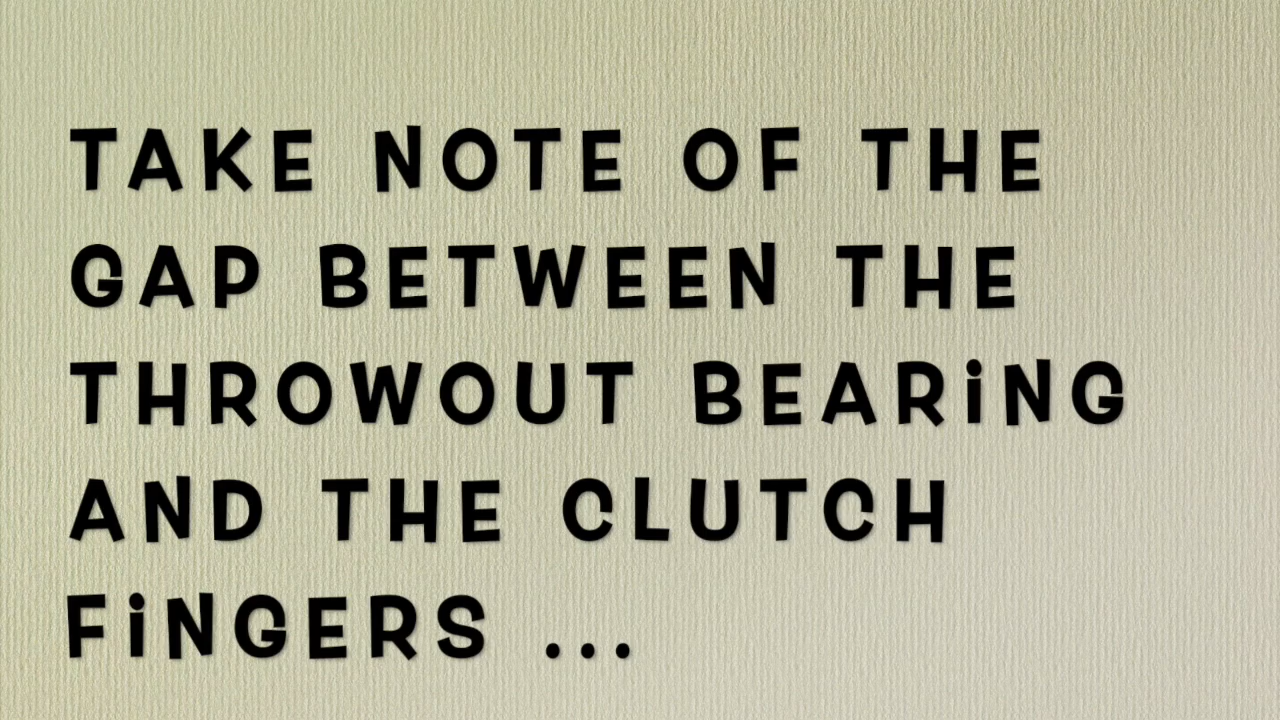 TAKE NOTE OF THE
GAP BETWEEN THE
THROWOUT BEARiNG
AND THE CLUTCH
FiNGERS ...